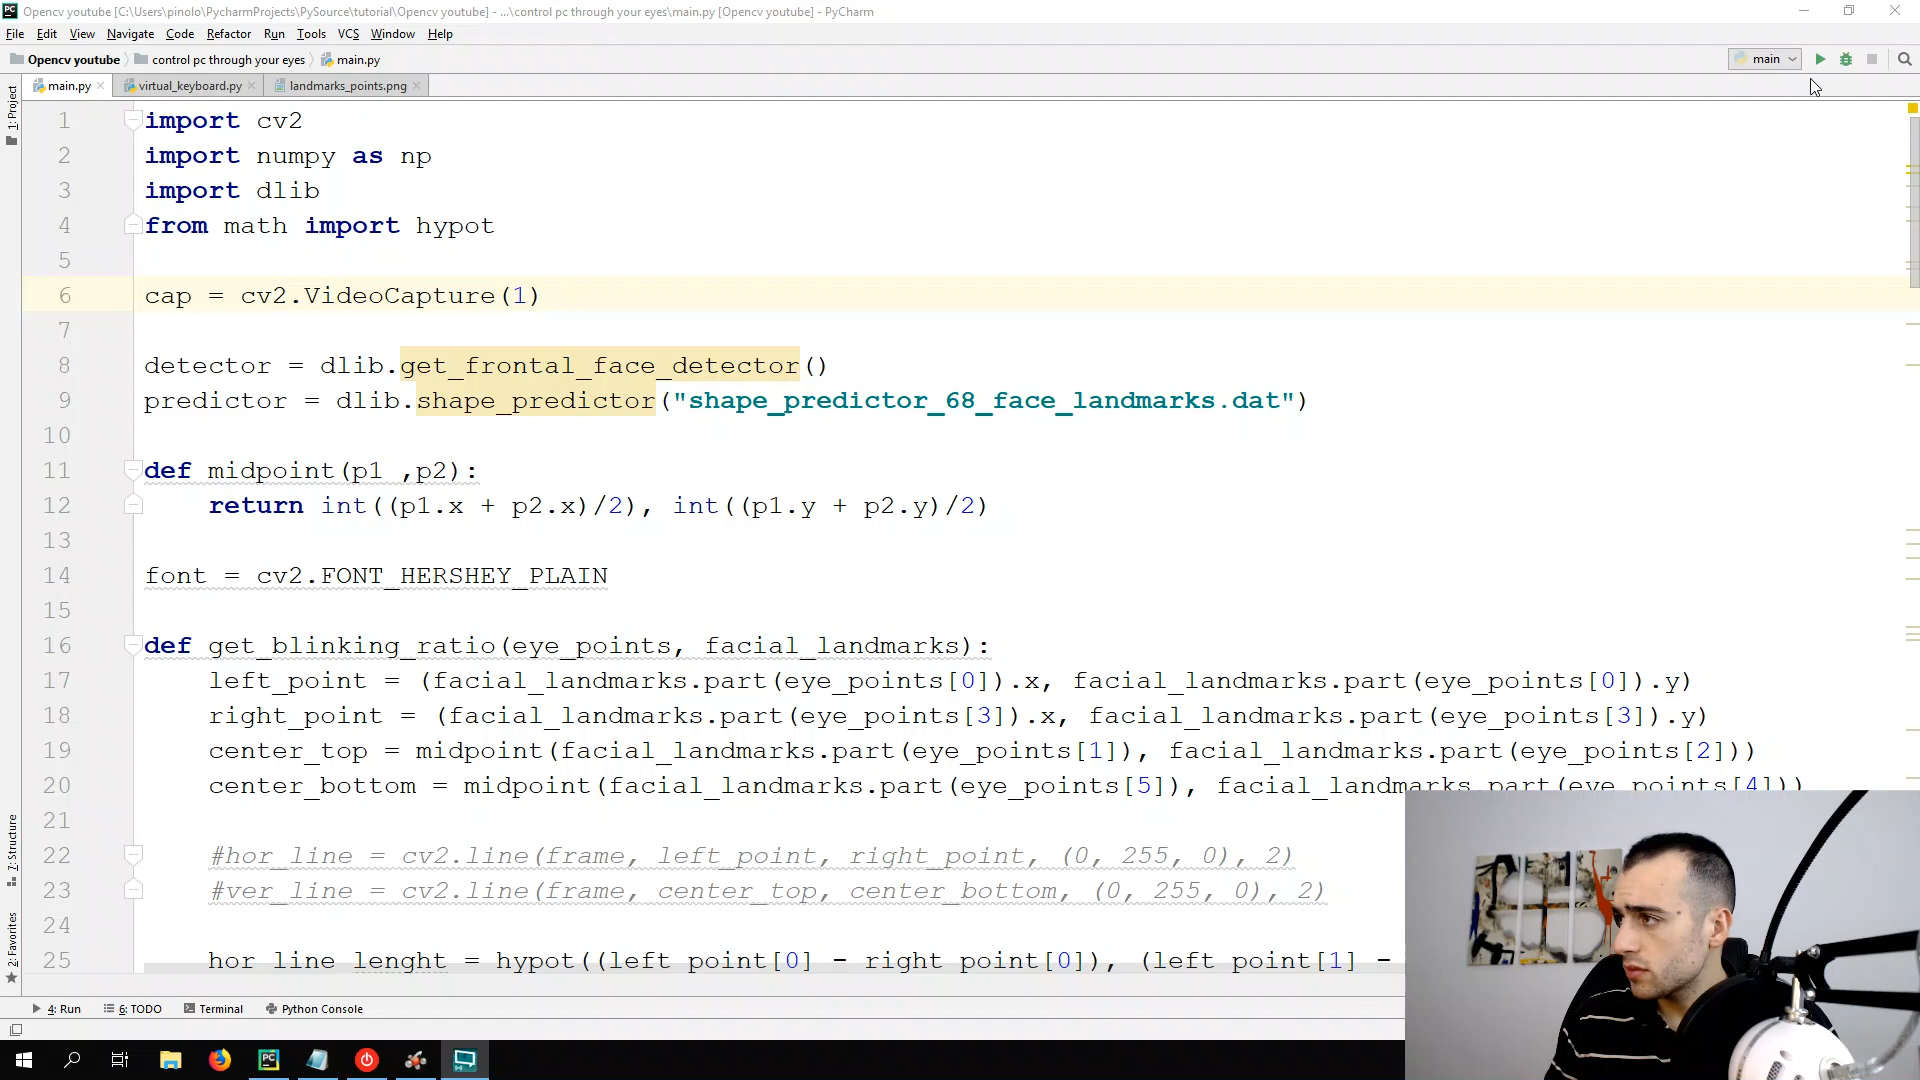 Opencv youtube [C:\Users\pinolo\PycharmProjects\PySource\tutorial\Opencv youtube] - ...\control pc through your eyes\main.py [Opencv youtube] - PyCharm
File Edit View Navigate Code Refactor Run Tools VCS Window Help
Opencv youtube control pc through your eyes main.py main
main.py virtual_keyboard.py landmarks_points.png
1: Project
1 import cv2
2 import numpy as np
3 import dlib
4 from math import hypot
5
6 cap = cv2.VideoCapture(1)
7
8 detector = dlib.get_frontal_face_detector()
9 predictor = dlib.shape_predictor("shape_predictor_68_face_landmarks.dat")
10
11 def midpoint(p1 ,p2):
12 return int((p1.x + p2.x)/2), int((p1.y + p2.y)/2)
13
14 font = cv2.FONT_HERSHEY_PLAIN
15
16 def get_blinking_ratio(eye_points, facial_landmarks):
17 left_point = (facial_landmarks.part(eye_points[0]).x, facial_landmarks.part(eye_points[0]).y)
18 right_point = (facial_landmarks.part(eye_points[3]).x, facial_landmarks.part(eye_points[3]).y)
19 center_top = midpoint(facial_landmarks.part(eye_points[1]), facial_landmarks.part(eye_points[2]))
20 center_bottom = midpoint(facial_landmarks.part(eye_points[5]), facial_landmarks.part(eye_points[4]))
21
22 #hor_line = cv2.line(frame, left_point, right_point, (0, 255, 0), 2)
23 #ver_line = cv2.line(frame, center_top, center_bottom, (0, 255, 0), 2)
24
25 hor_line_lenght = hypot((left_point[0] - right_point[0]), (left_point[1] -
7: Structure
2: Favorites
4: Run 6: TODO Terminal Python Console